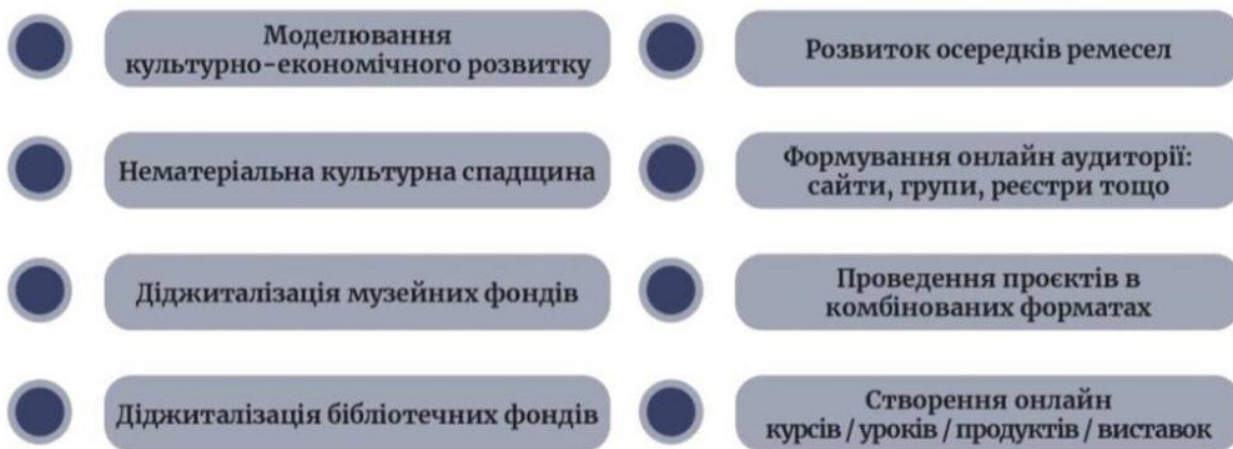 Моделювання
культурно-економічного розвитку
Нематеріальна культурна спадщина
Діджиталізація музейних фондів
Діджиталізація бібліотечних фондів
Розвиток осередків ремесел
Формування онлайн аудиторії:
сайти, групи, реєстри тощо
Проведення проєктів в
комбінованих форматах
Створення онлайн
курсів / уроків / продуктів / виставок